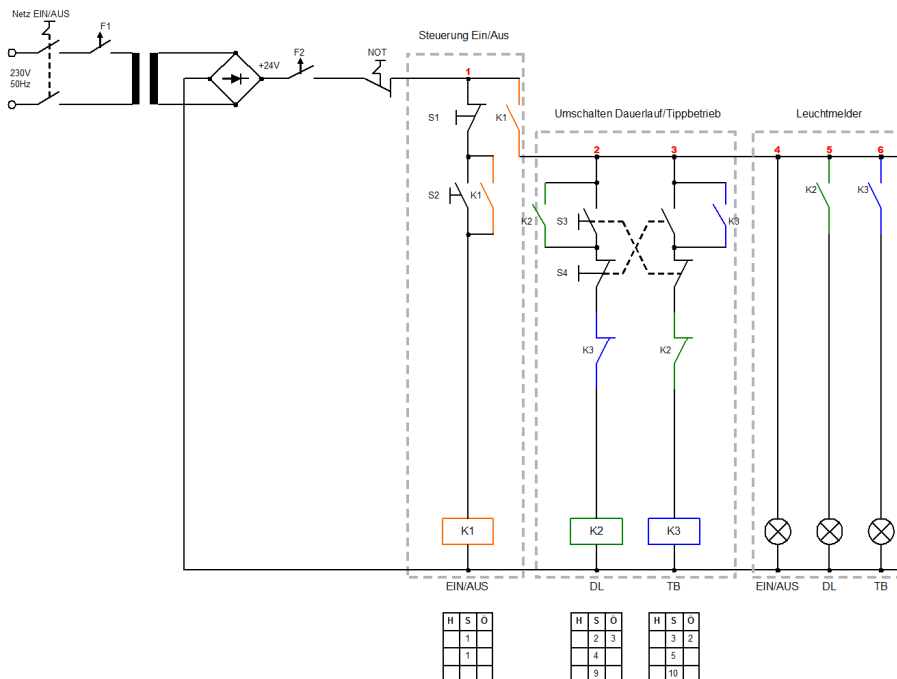 Netz EIN/AUS
F1
230V
50Hz
+24V
F2
NOT
Steuerung Ein/Aus
1
S1
K1
S2
K1
K1
EIN/AUS
Umschalten Dauerlauf/Tippbetrieb
2
3
K2
S3
K3
S4
K3
K2
K2
K3
DL
TB
Leuchtmelder
4
5
6
K2
K3
EIN/AUS
DL
TB
H S Ö
1
1
H S Ö
2 3
4
9
H S Ö
3 2
5
10